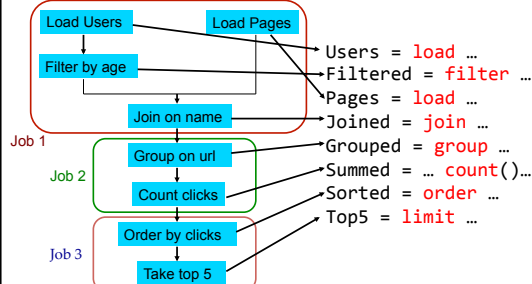 Load Users
Load Pages
Filter by age
Join on name
Job 1
Group on url
Job 2
Count clicks
Order by clicks
Job 3
Take top 5
Users = load …
Filtered = filter …
Pages = load …
Joined = join …
Grouped = group …
Summed = … count()…
Sorted = order …
Top5 = limit …